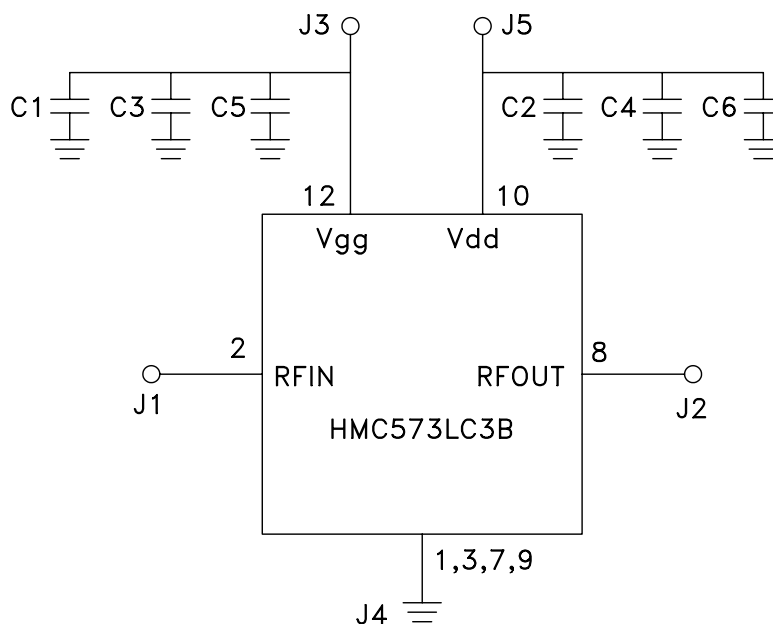 J3 J5
C1 C3 C5 C2 C4 C6
12 10
Vgg Vdd
2 8
RFIN RFOUT
J1 J2
HMC573LC3B
1,3,7,9
J4